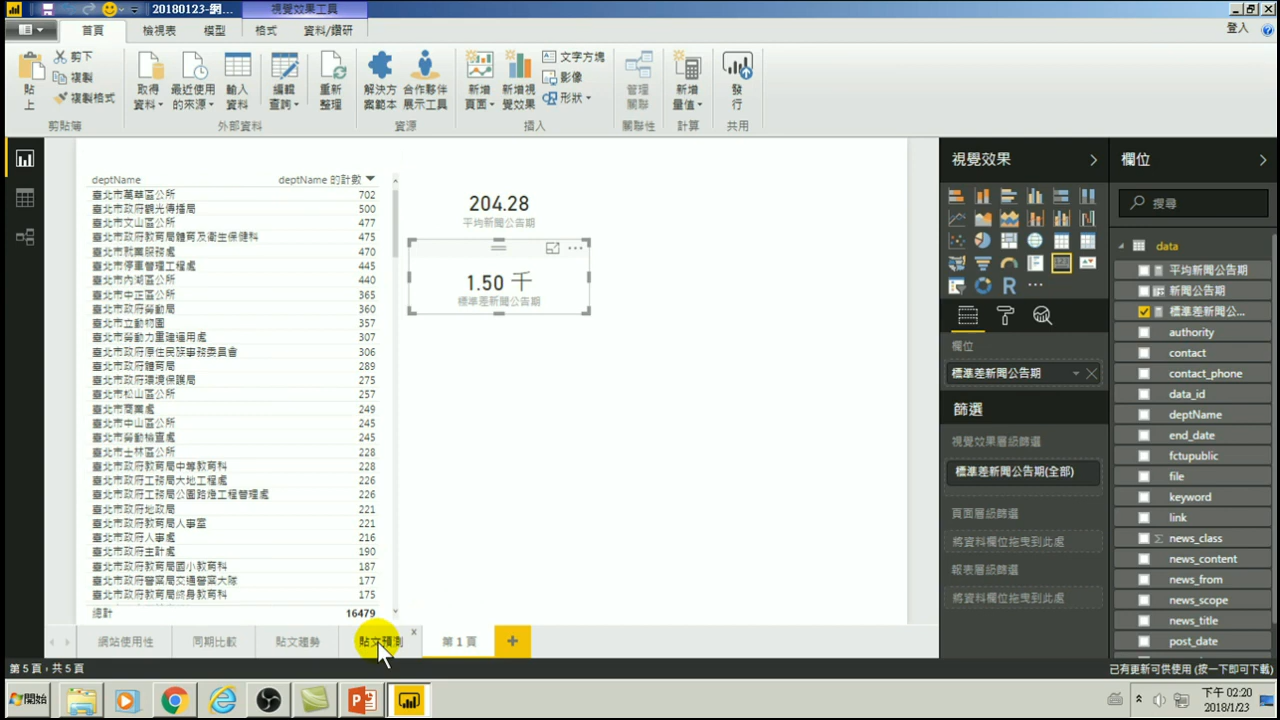 20180123-網...
視覺效果工具
首頁
檢視表
模型
格式
資料/鑽研
登入
貼上
剪下
複製
複製格式
剪貼簿
取得資料
最近使用的來源
輸入資料
編輯查詢
重新整理
外部資料
解決方案範本
合作夥伴展示工具
資源
新增頁面
新增視覺效果
文字方塊
影像
形狀
插入
管理關聯
關聯性
新增量值
計算
發行
共用
deptName deptName 的計數
臺北市萬華區公所 702
臺北市政府觀光傳播局 500
臺北市文山區公所 477
臺北市政府教育局體育及衛生保健科 475
臺北市就業服務處 470
臺北市停車管理工程處 445
臺北市內湖區公所 440
臺北市中正區公所 365
臺北市政府勞動局 360
臺北市立動物園 357
臺北市勞動力重建運用處 307
臺北市政府原住民族事務委員會 306
臺北市政府體育局 289
臺北市政府環境保護局 275
臺北市松山區公所 257
臺北市商業處 249
臺北市中山區公所 245
臺北市勞動檢查處 245
臺北市士林區公所 228
臺北市政府教育局中等教育科 228
臺北市政府工務局大地工程處 226
臺北市政府工務局公園路燈工程管理處 226
臺北市政府地政局 221
臺北市政府教育局人事室 221
臺北市政府人事處 216
臺北市政府主計處 190
臺北市政府教育局國小教育科 187
臺北市政府警察局交通警察大隊 177
臺北市政府教育局終身教育科 175
總計 16479
204.28
平均新聞公告期
1.50 千
標準差新聞公告期
視覺效果
R
欄位
標準差新聞公告期
篩選
視覺效果層級篩選
標準差新聞公告期(全部)
頁面層級篩選
將資料欄位拖曳到此處
報表層級篩選
將資料欄位拖曳到此處
欄位
搜尋
data
平均新聞公告期
新聞公告期
標準差新聞公...
authority
contact
contact_phone
data_id
deptName
end_date
fctupublic
file
keyword
link
news_class
news_content
news_from
news_scope
news_title
post_date
網站使用性
同期比較
貼文趨勢
貼文預測
第 1 頁
第 5 頁，共 5 頁
已有更新可供使用 (按一下即可下載)
開始
下午 02:20
2018/1/23